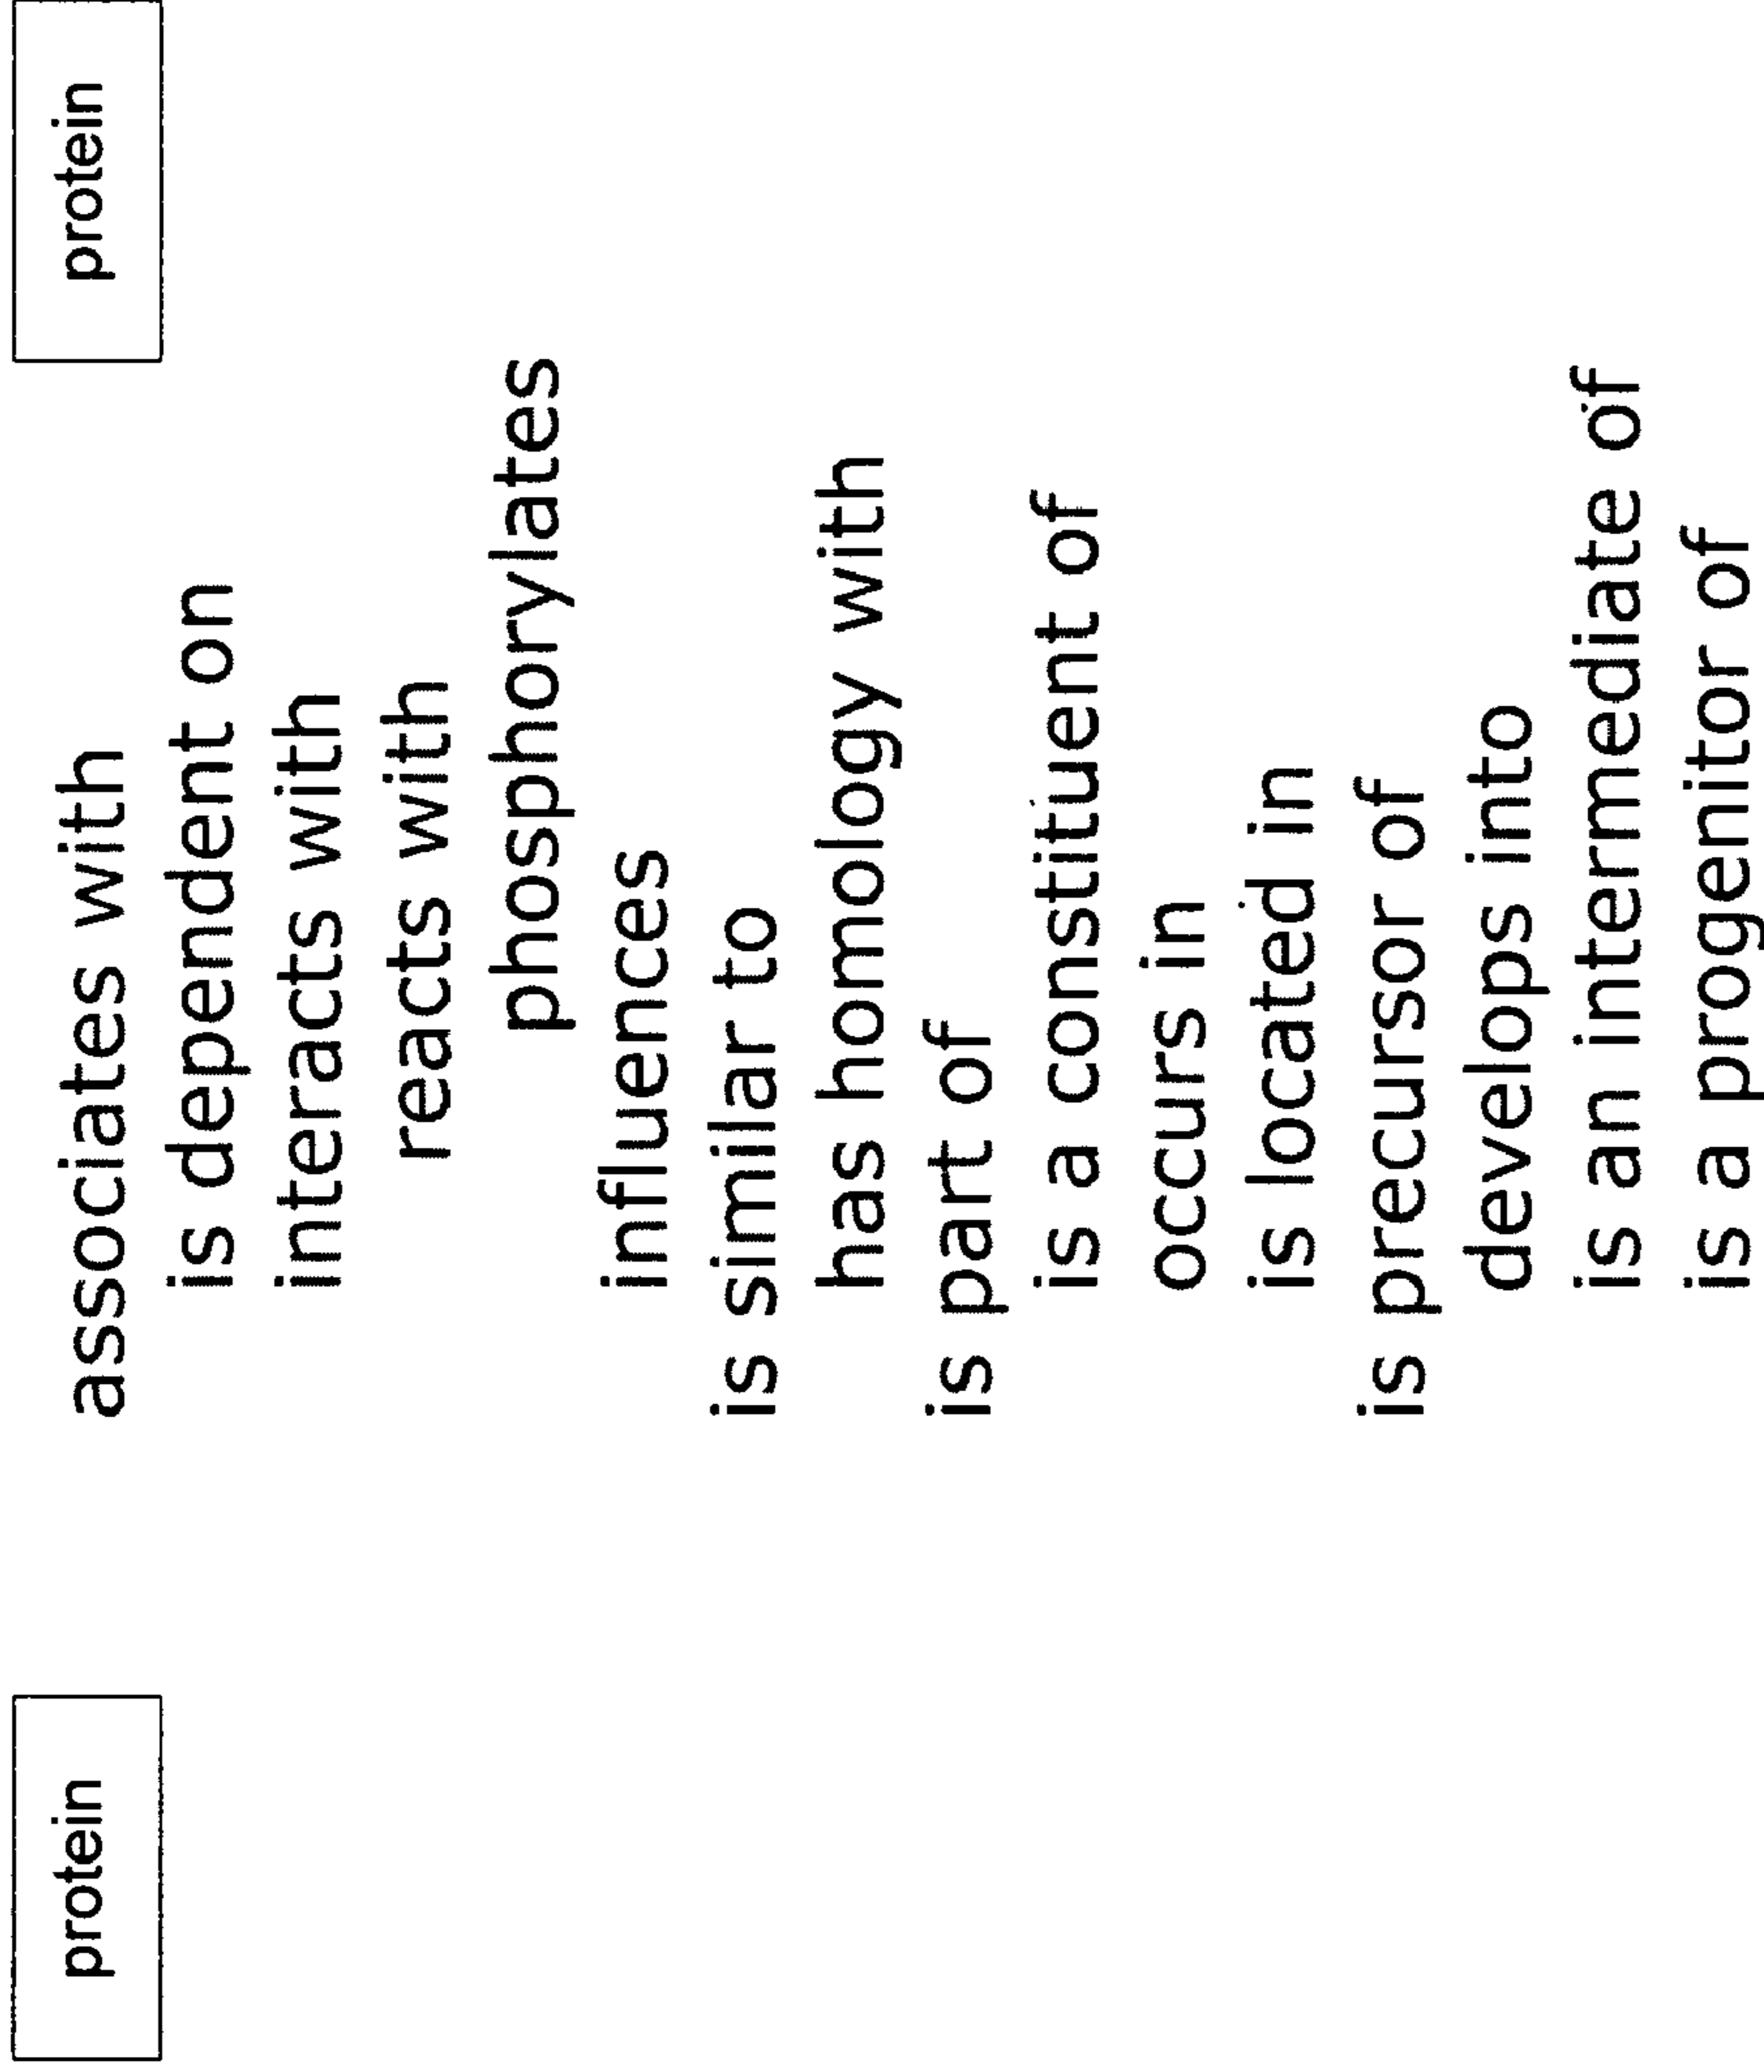 protein associates with protein
is dependent on
interacts with
reacts with
phosphorylates
influences
is similar to
has homology with
is part of
is a constituent of
occurs in
is located in
is precursor of
develops into
is an intermediate of
is a progenitor of